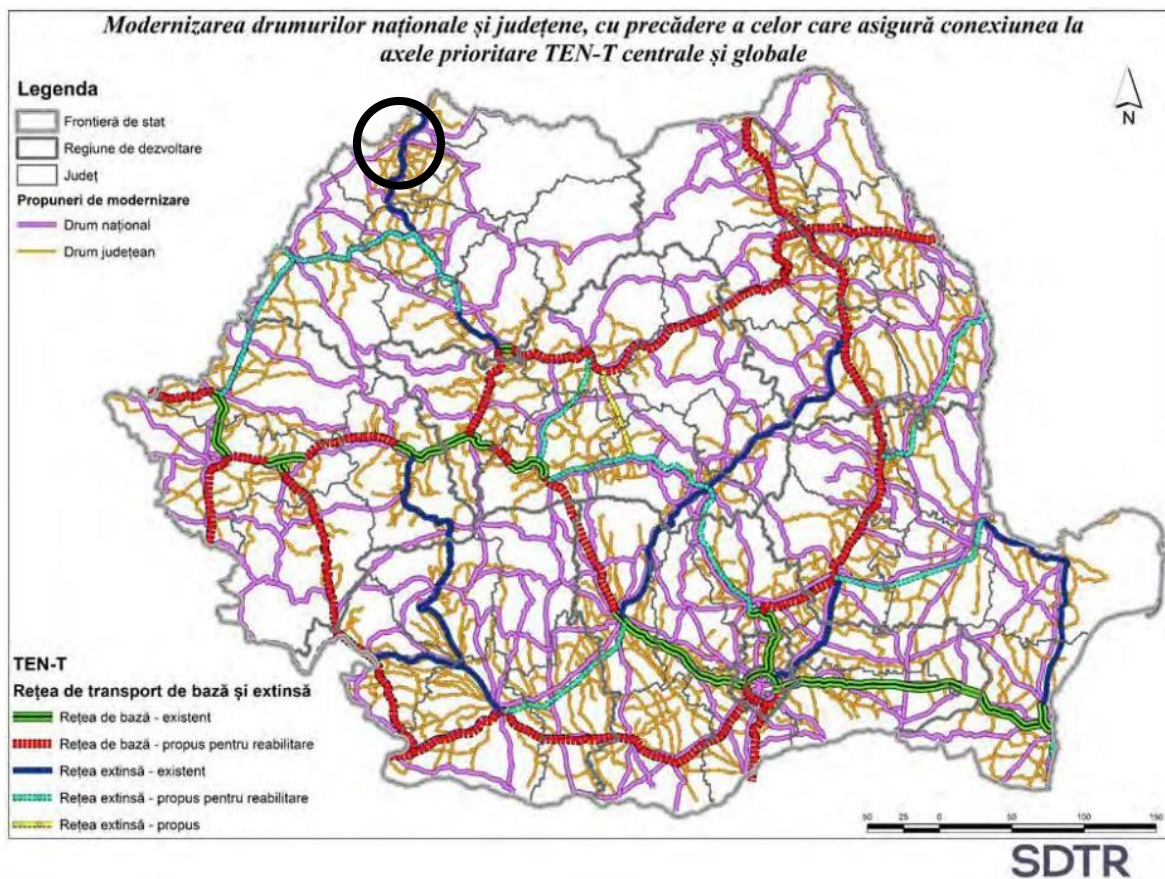 Modernizarea drumurilor naționale și județene, cu precădere a celor care asigură conexiunea la
axele prioritare TEN-T centrale și globale
Legenda
Frontieră de stat
Regiune de dezvoltare
Județ
Propuneri de modernizare
Drum național
Drum județean
N
TEN-T
Rețea de transport de bază și extinsă
Rețea de bază - existent
Rețea de bază - propus pentru reabilitare
Rețea extinsă - existent
Rețea extinsă - propus pentru reabilitare
Rețea extinsă - propus
50 25 0 50 100 150
SDTR